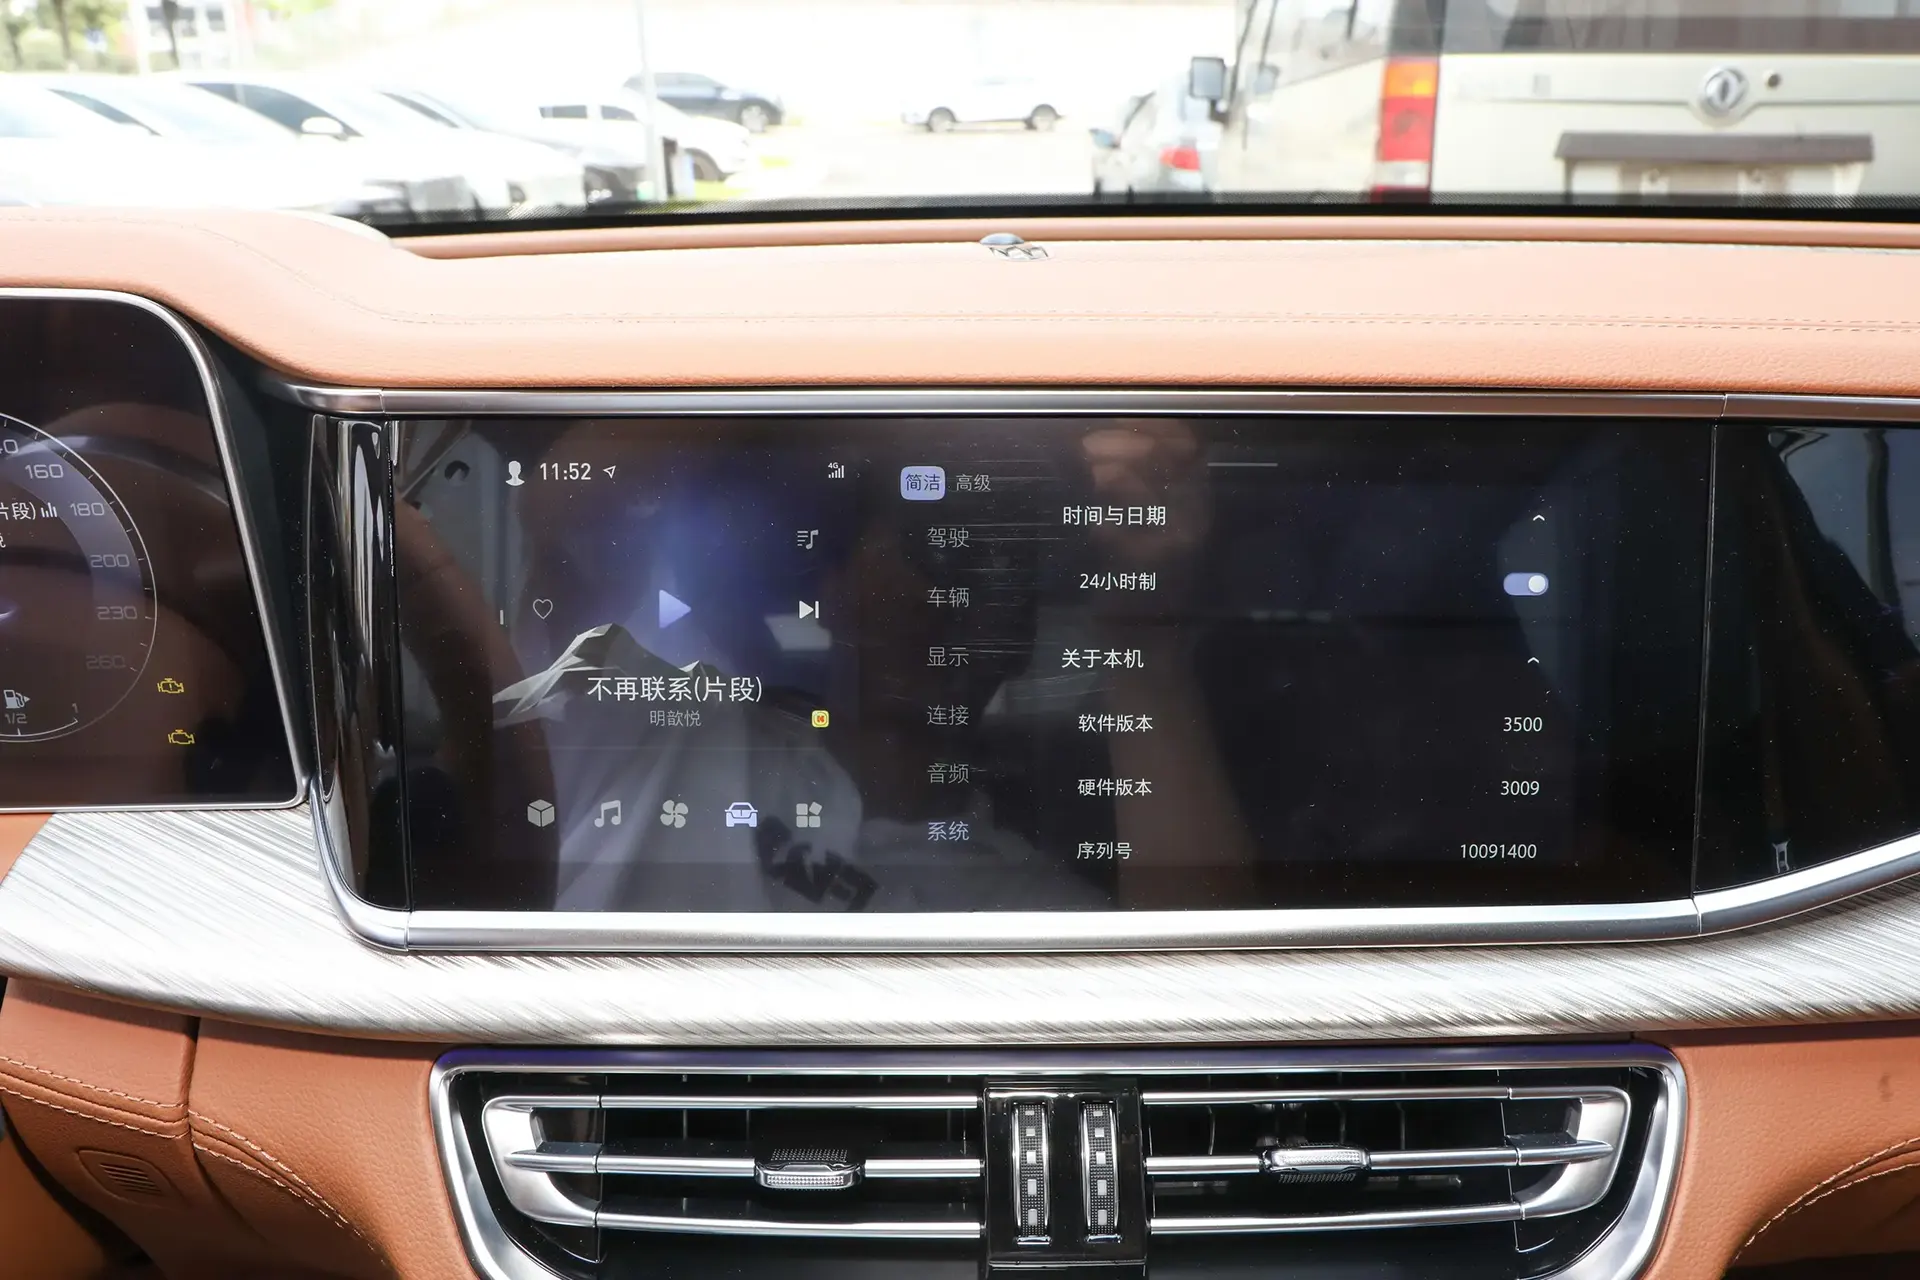 160
片段)
180
200
230
260
1/2
1
11:52
4G
不再联系(片段)
明歆悦
简洁 高级
驾驶
车辆
显示
连接
音频
系统
时间与日期
24小时制
关于本机
软件版本 3500
硬件版本 3009
序列号 10091400